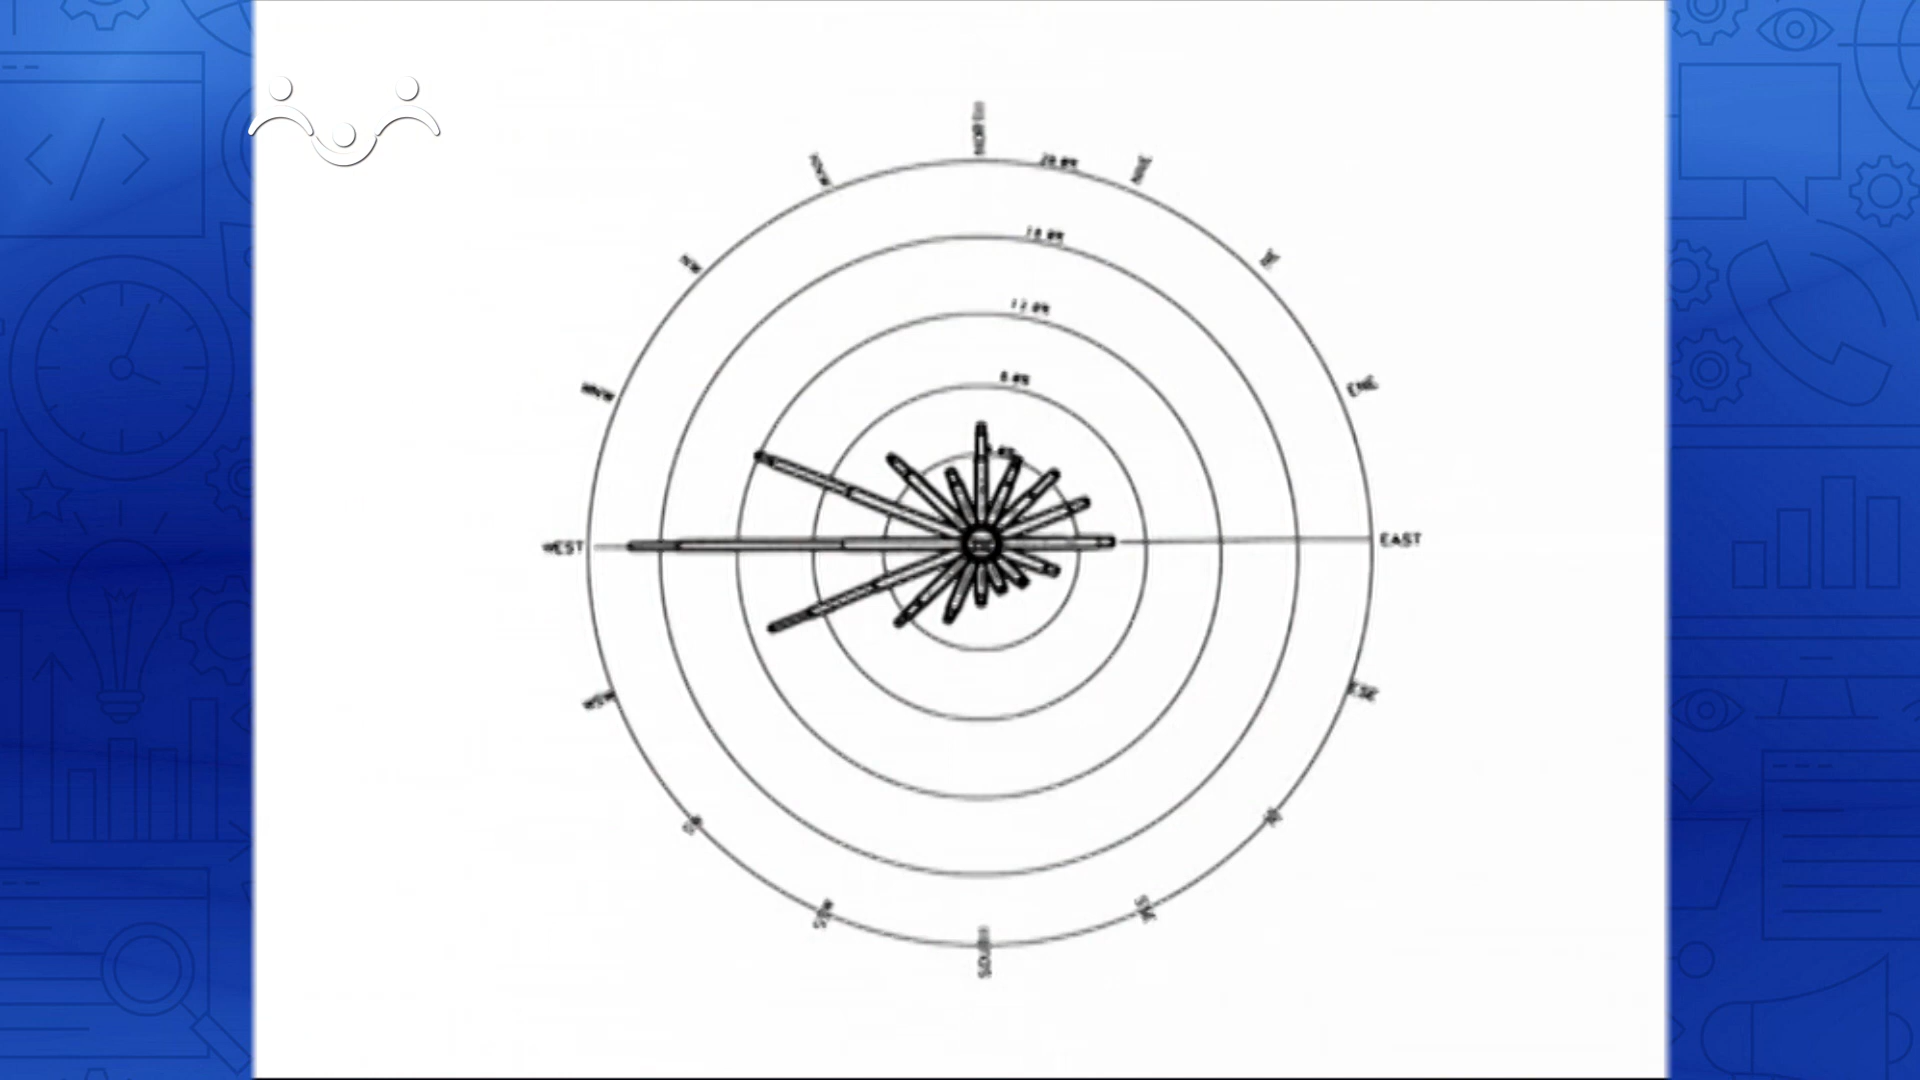 NORTH
NNW
NNE
20.0%
16.0%
NW
NE
12.0%
8.0%
WNW
ENE
WEST
EAST
WSW
ESE
SW
SE
SSW
SSE
SOUTH